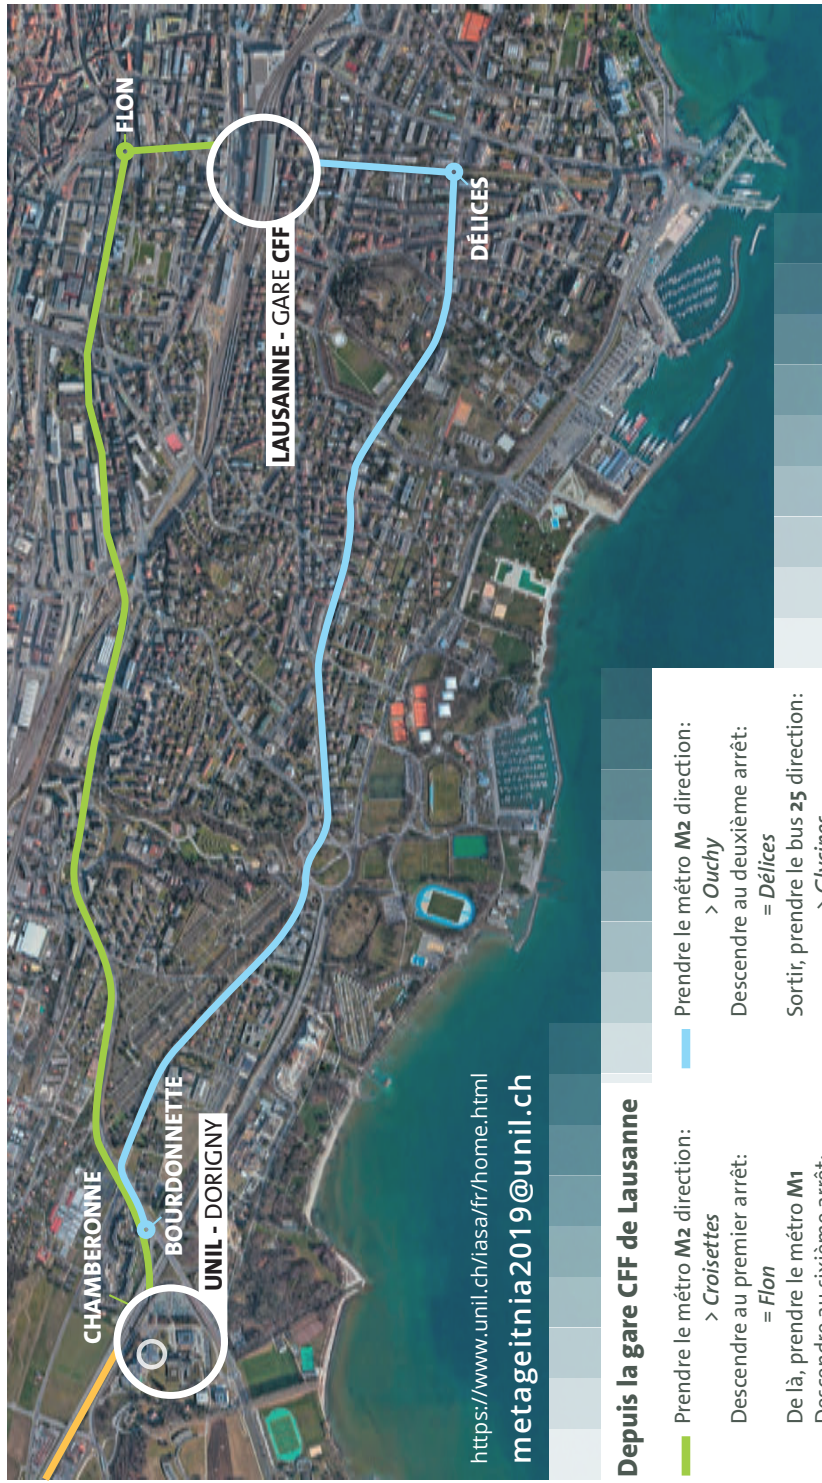 FLON
LAUSANNE - GARE CFF
DÉLICES
CHAMBERONNE
BOURDONNETTE
UNIL - DORIGNY
https://www.unil.ch/iasa/fr/home.html
metageitnia2019@unil.ch
Depuis la gare CFF de Lausanne
Prendre le métro M2 direction:
> Croisettes
Descendre au premier arrêt:
= Flon
De là, prendre le métro M1
Prendre le métro M2 direction:
> Ouchy
Descendre au deuxième arrêt:
= Délices
Sortir, prendre le bus 25 direction: